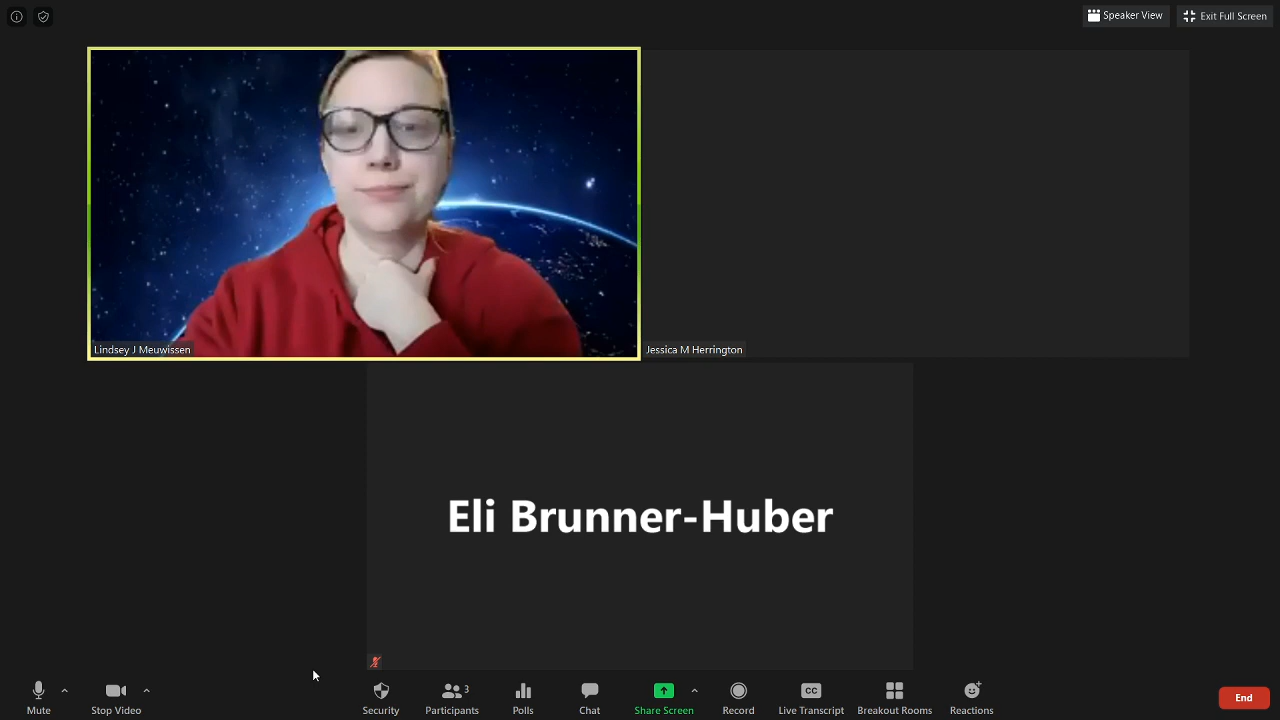 Speaker View
Exit Full Screen
Lindsey J Meuwissen
Jessica M Herrington
Eli Brunner-Huber
Mute
Stop Video
Security
Participants
3
Polls
Chat
Share Screen
Record
CC
Live Transcript
Breakout Rooms
Reactions
End